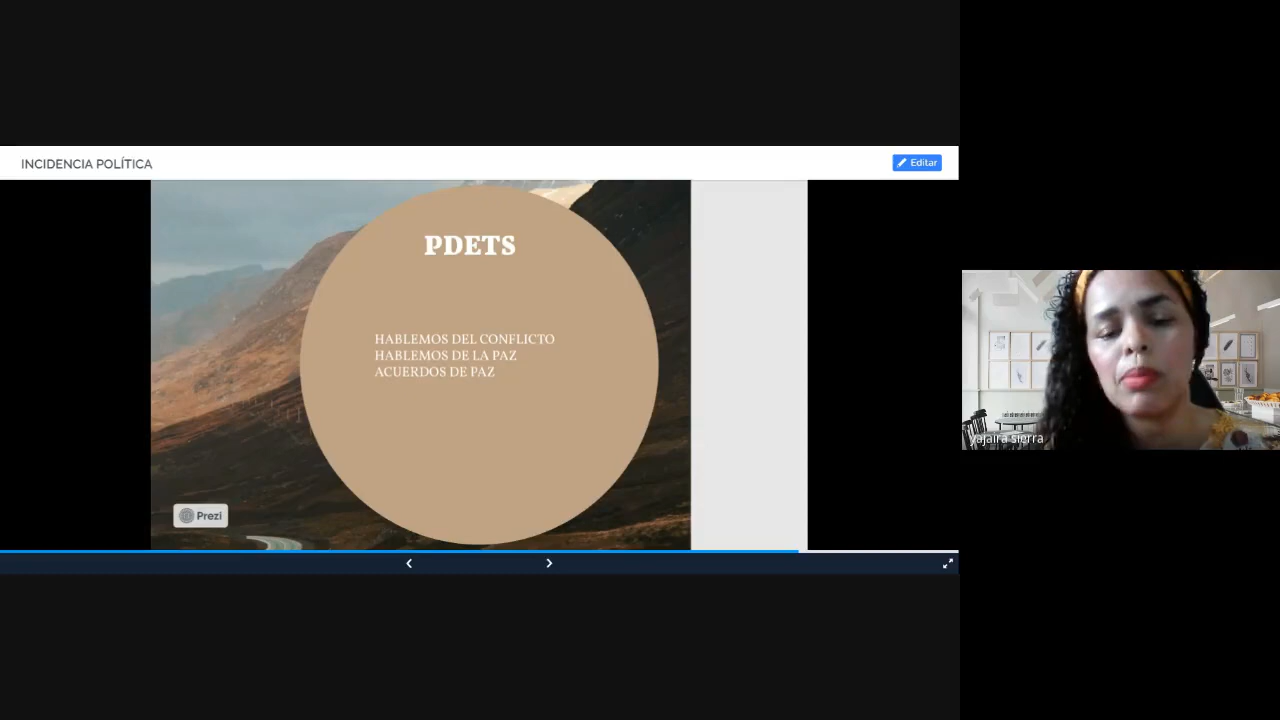 INCIDENCIA POLÍTICA
Editar
PDETS
HABLEMOS DEL CONFLICTO
HABLEMOS DE LA PAZ
ACUERDOS DE PAZ
Prezi
yajaira sierra